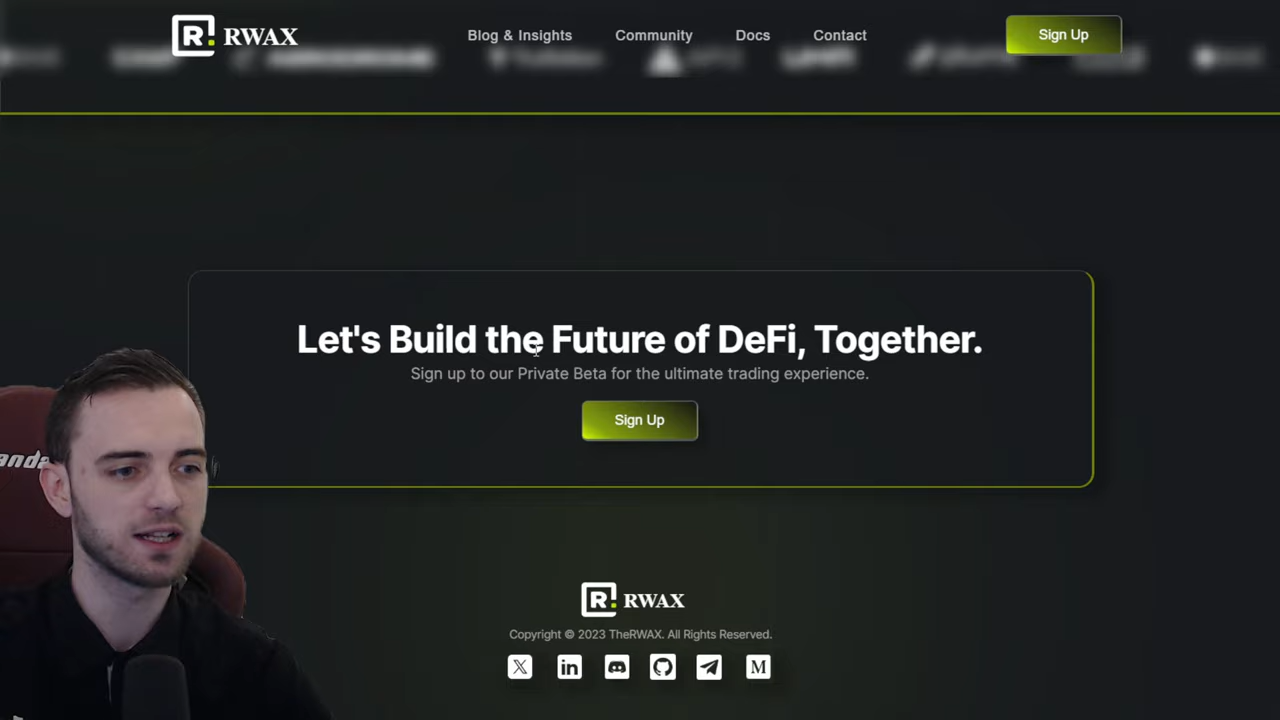 R. RWAX
Blog & Insights
Community
Docs
Contact
Sign Up
Let's Build the Future of DeFi, Together.
Sign up to our Private Beta for the ultimate trading experience.
Sign Up
R. RWAX
Copyright © 2023 TheRWAX. All Rights Reserved.